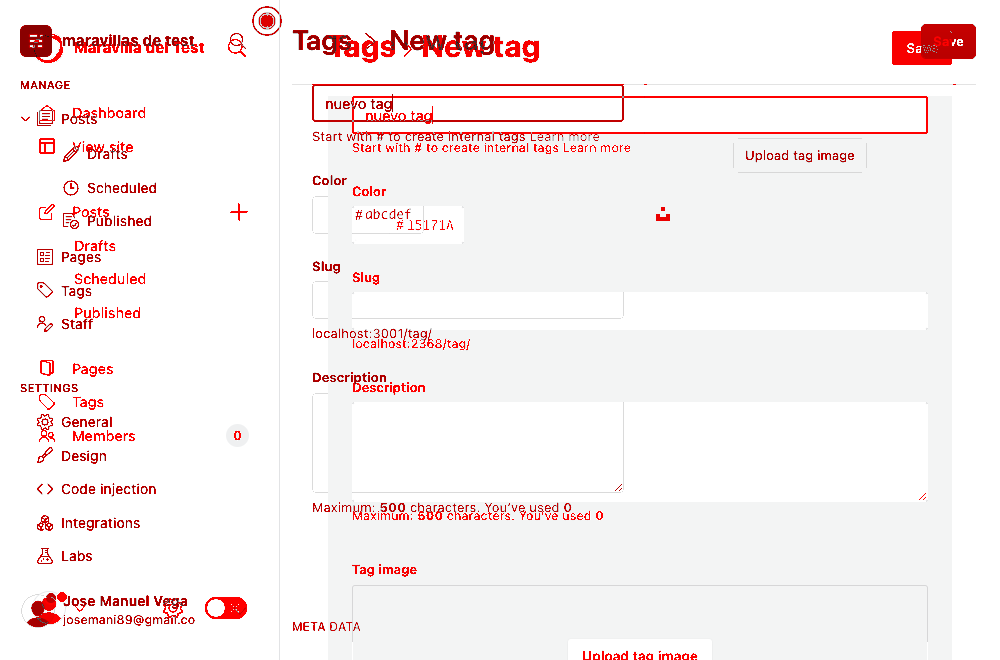 maravillas de test
Maravilla del Test
Tags > New tag
Tags > New tag
Save
Save
MANAGE
Dashboard
Posts
View site
Drafts
Scheduled
Posts
Published
Drafts
Pages
Scheduled
Tags
Published
Staff
Pages
SETTINGS
Tags
General
Members
0
Design
Code injection
Integrations
Labs
Jose Manuel Vega
josemani89@gmail.co
nuevo tag
nuevo tag
Start with # to create internal tags Learn more
Start with # to create internal tags Learn more
Upload tag image
Color
Color
#abcdef
#15171A
Slug
Slug
localhost:3001/tag/
localhost:2368/tag/
Description
Description
Maximum: 500 characters. You've used 0
Maximum: 500 characters. You've used 0
Tag image
META DATA
Upload tag image